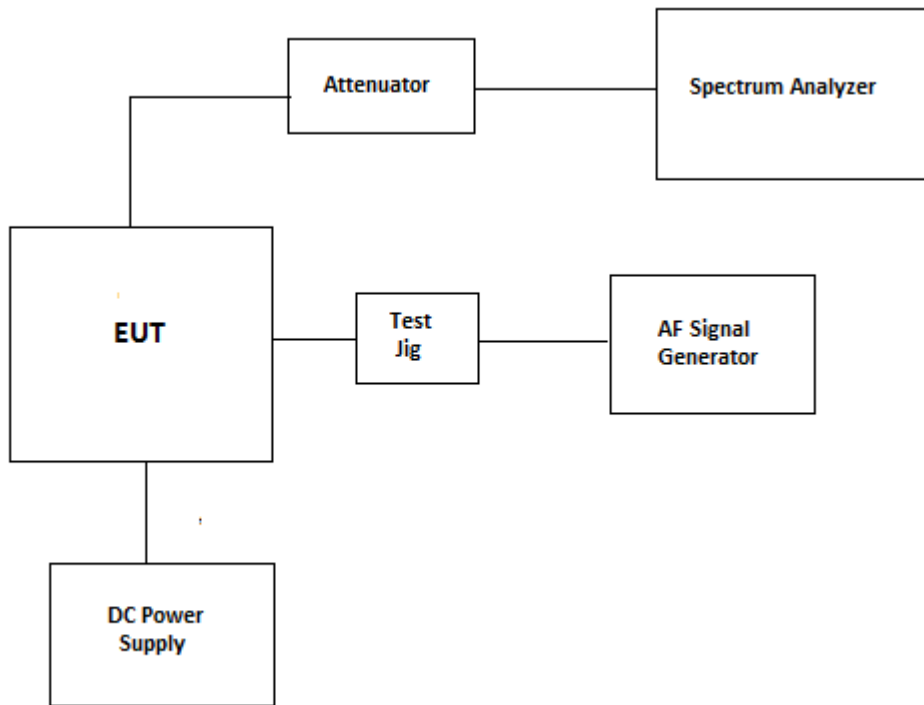 Attenuator
Spectrum Analyzer
EUT
Test
Jig
AF Signal
Generator
DC Power
Supply